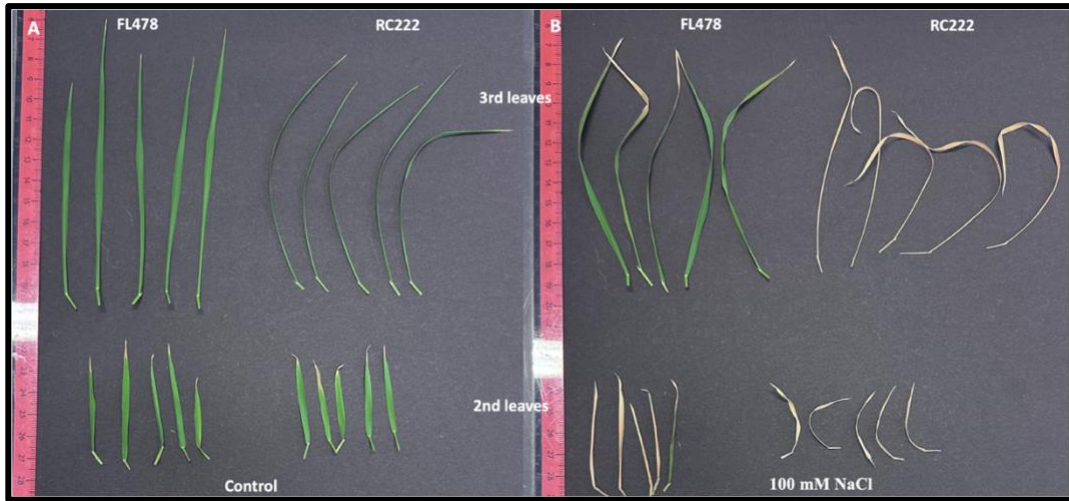 A
FL478
RC222
B
FL478
RC222
3rd leaves
2nd leaves
Control
100 mM NaCl